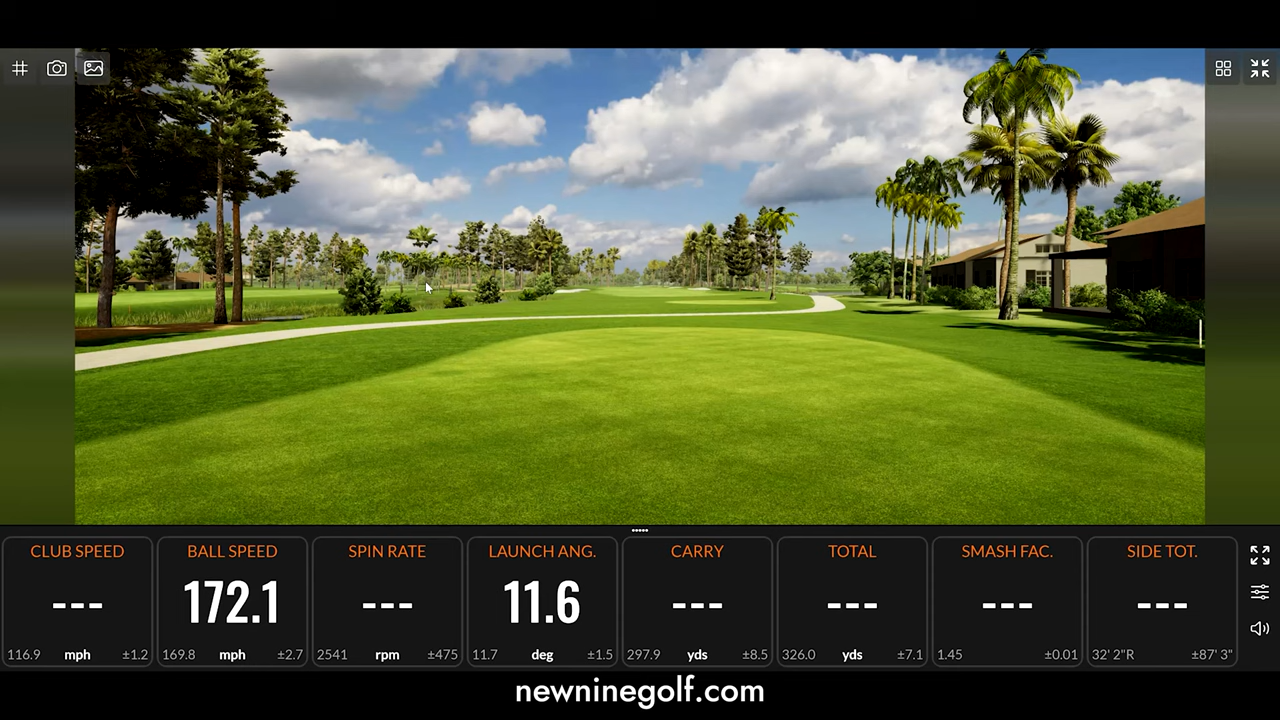 CLUB SPEED BALL SPEED SPIN RATE LAUNCH ANG. CARRY TOTAL SMASH FAC. SIDE TOT.
--- 172.1 --- 11.6 --- --- --- ---
116.9 mph ±1.2 169.8 mph ±2.7 2541 rpm ±475 11.7 deg ±1.5 297.9 yds ±8.5 326.0 yds ±7.1 1.45 ±0.01 32' 2"R ±87' 3"
newninegolf.com